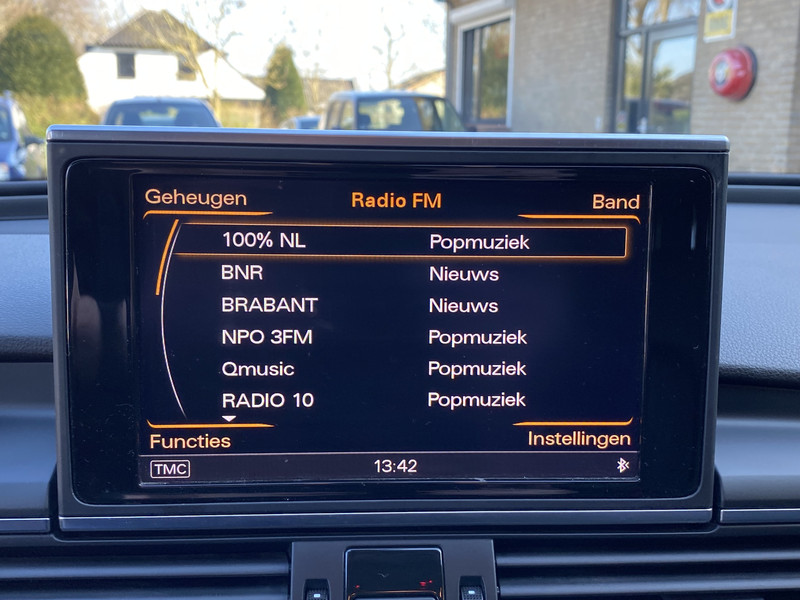 Geheugen Radio FM Band
100% NL Popmuziek
BNR Nieuws
BRABANT Nieuws
NPO 3FM Popmuziek
Qmusic Popmuziek
RADIO 10 Popmuziek
Functies Instellingen
TMC 13:42